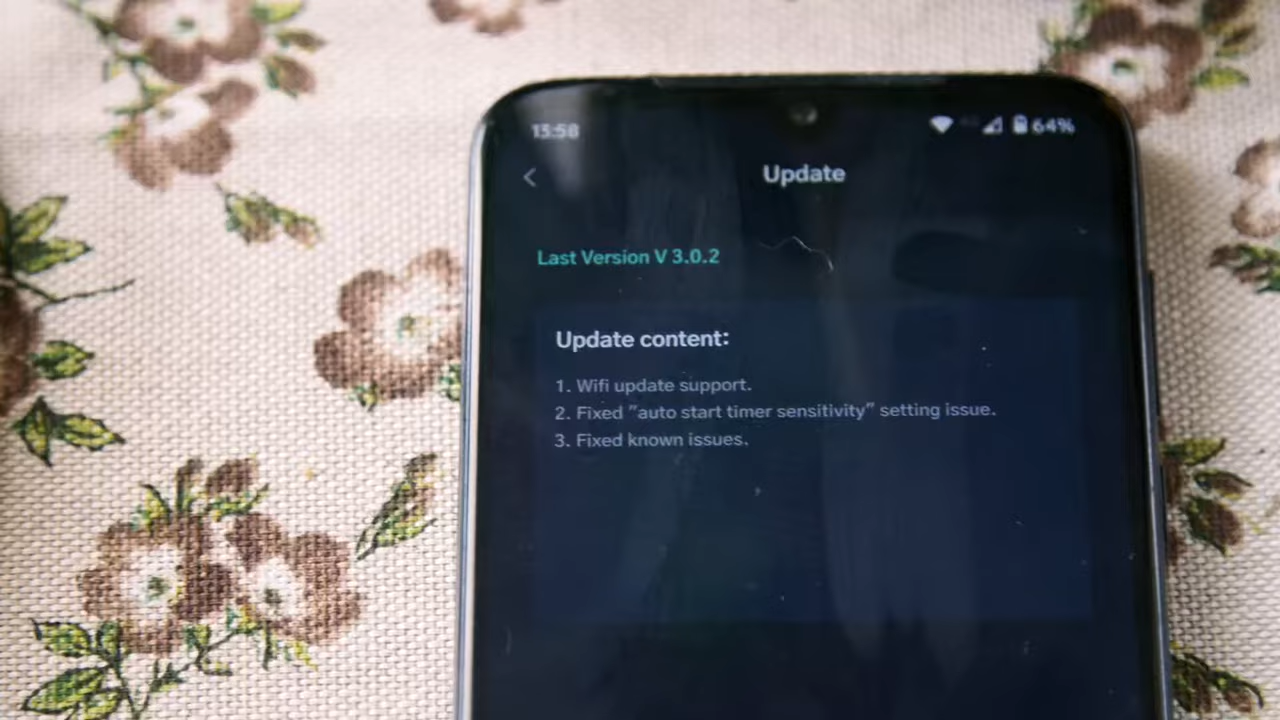 13:58
64%
Update
Last Version V 3.0.2
Update content:
1. Wifi update support.
2. Fixed "auto start timer sensitivity" setting issue.
3. Fixed known issues.